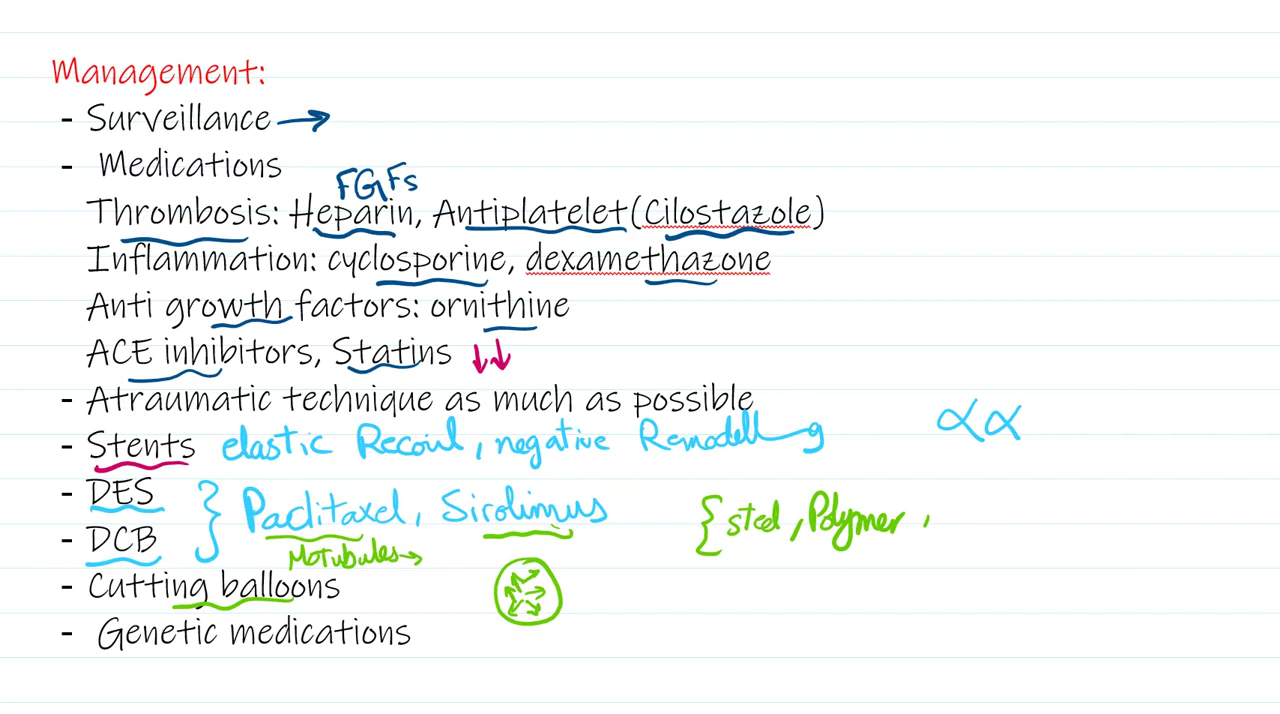 Management:
- Surveillance →
- Medications
FGFs
Thrombosis: Heparin, Antiplatelet(Cilostazole)
Inflammation: cyclosporine, dexamethazone
Anti growth factors: ornithine
ACE inhibitors, Statins ↓↓
- Atraumatic technique as much as possible
- Stents elastic Recoil, negative Remodelling
αα
- DES } Paclitaxel, Sirolimus { steel, Polymer,
- DCB
Motubules→
- Cutting balloons
- Genetic medications